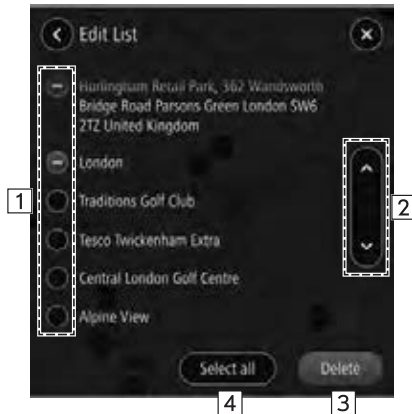 Edit List
Hurlingham Retail Park, 362 Wandsworth
Bridge Road Parsons Green London SW6
2TZ United Kingdom
London
Traditions Golf Club
1
2
Tesco Twickenham Extra
Central London Golf Centre
Alpine View
Select all
Delete
4
3